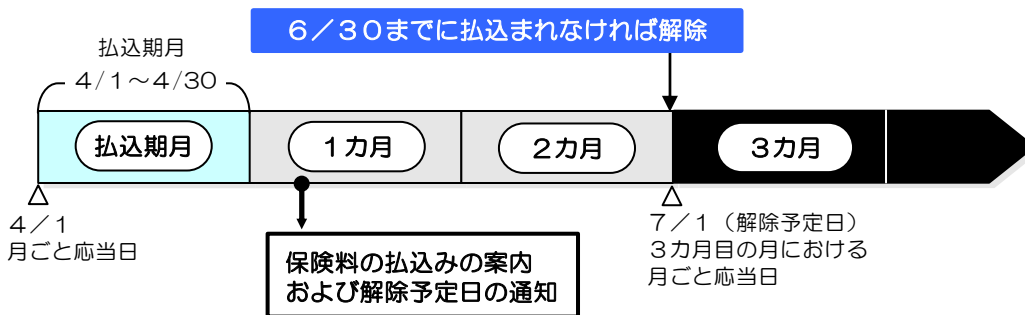 ６／３０までに払込まれなければ解除
払込期月
4/1～4/30
払込期月
１カ月
２カ月
３カ月
４／１
月ごと応当日
保険料の払込みの案内
および解除予定日の通知
７／１（解除予定日）
３カ月目の月における
月ごと応当日